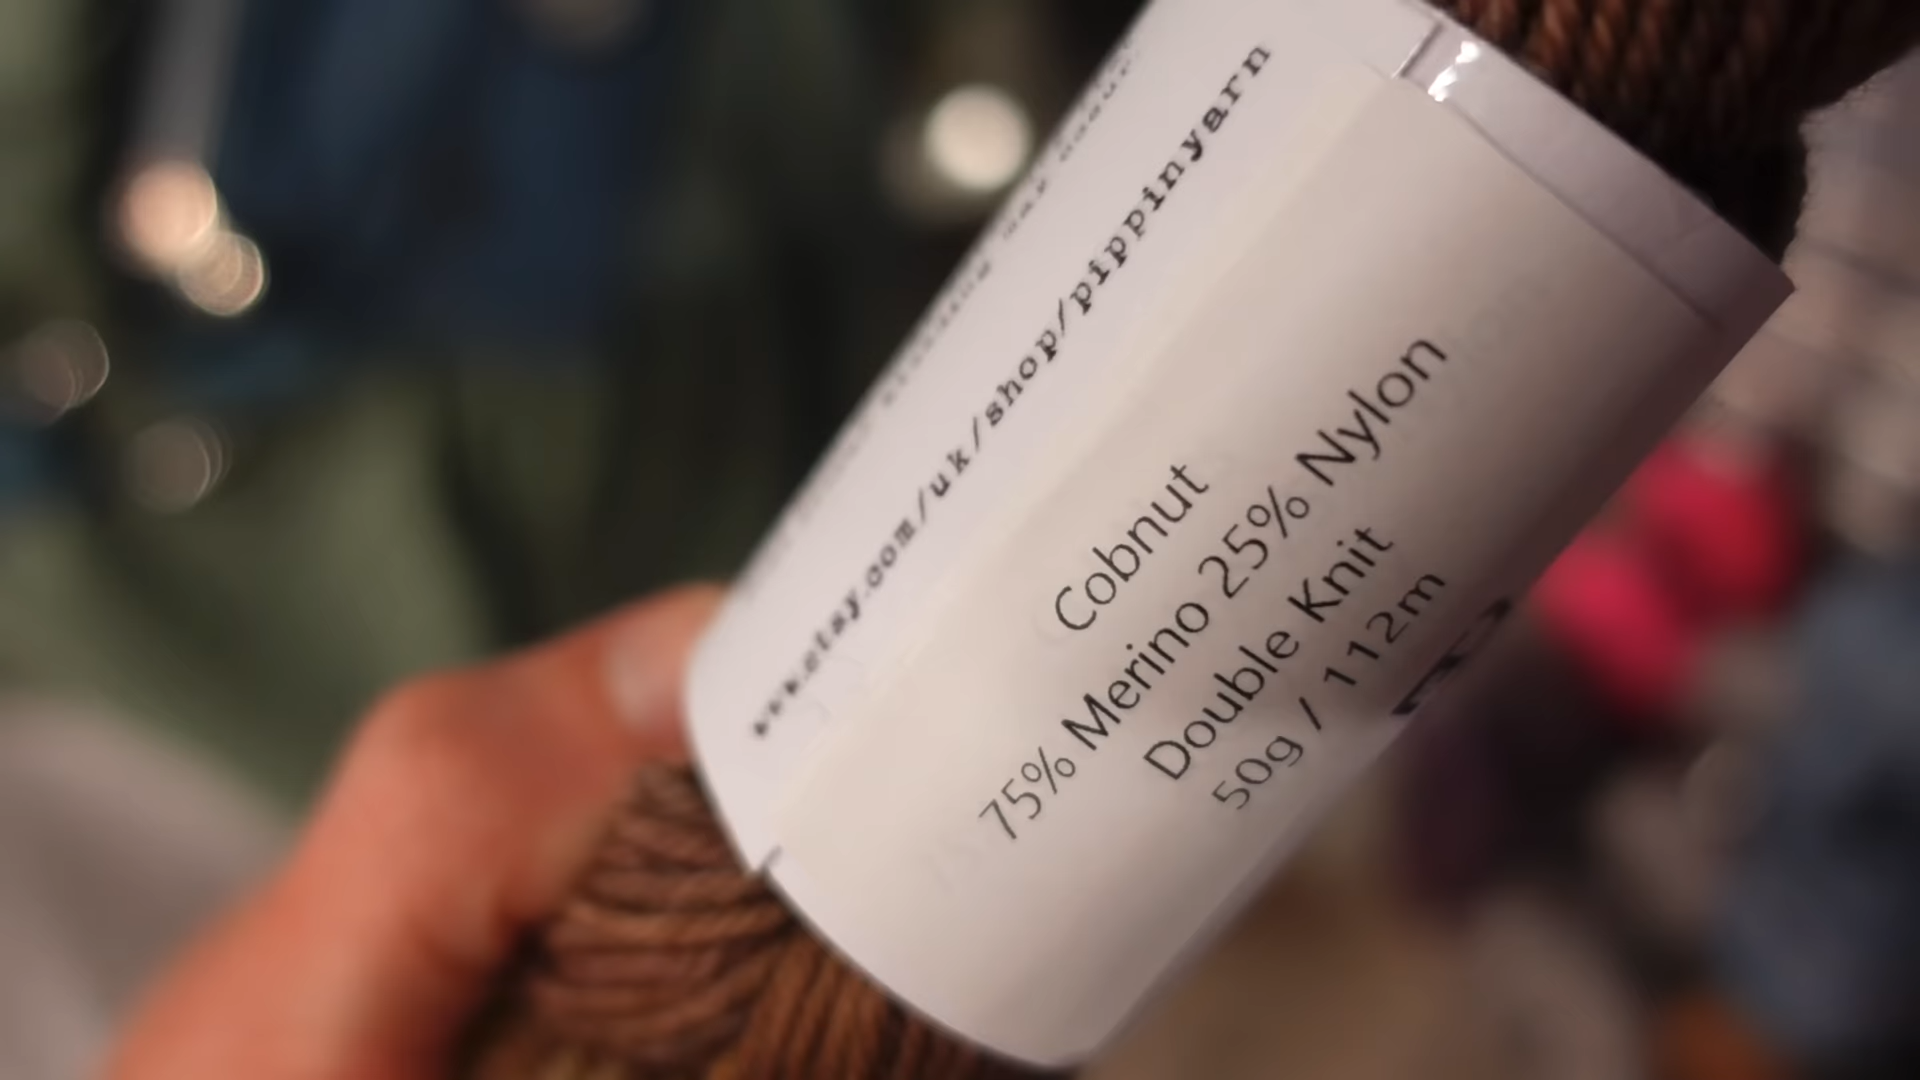 www.etsy.com/uk/shop/pippinyarn
Cobnut
75% Merino 25% Nylon
Double Knit
50g / 112m